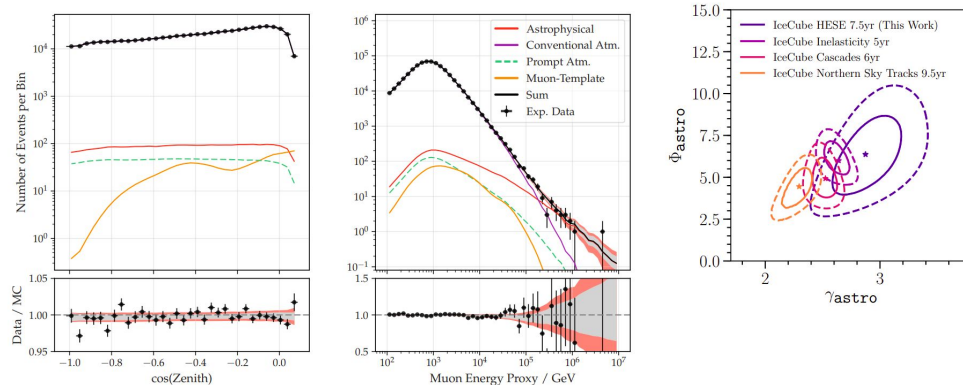 Number of Events per Bin
10⁴
10³
10²
10¹
10⁰
Data / MC
1.05
1.00
0.95
−1.0
−0.8
−0.6
−0.4
−0.2
0.0
cos(Zenith)
10⁶
10⁵
10⁴
10³
10²
10¹
10⁰
10⁻¹
Astrophysical
Conventional Atm.
Prompt Atm.
Muon-Template
Sum
Exp. Data
1.5
1.0
0.5
10²
10³
10⁴
10⁵
10⁶
10⁷
Muon Energy Proxy / GeV
Φastro
15.0
12.5
10.0
7.5
5.0
2.5
0.0
IceCube HESE 7.5yr (This Work)
IceCube Inelasticity 5yr
IceCube Cascades 6yr
IceCube Northern Sky Tracks 9.5yr
2
3
γastro